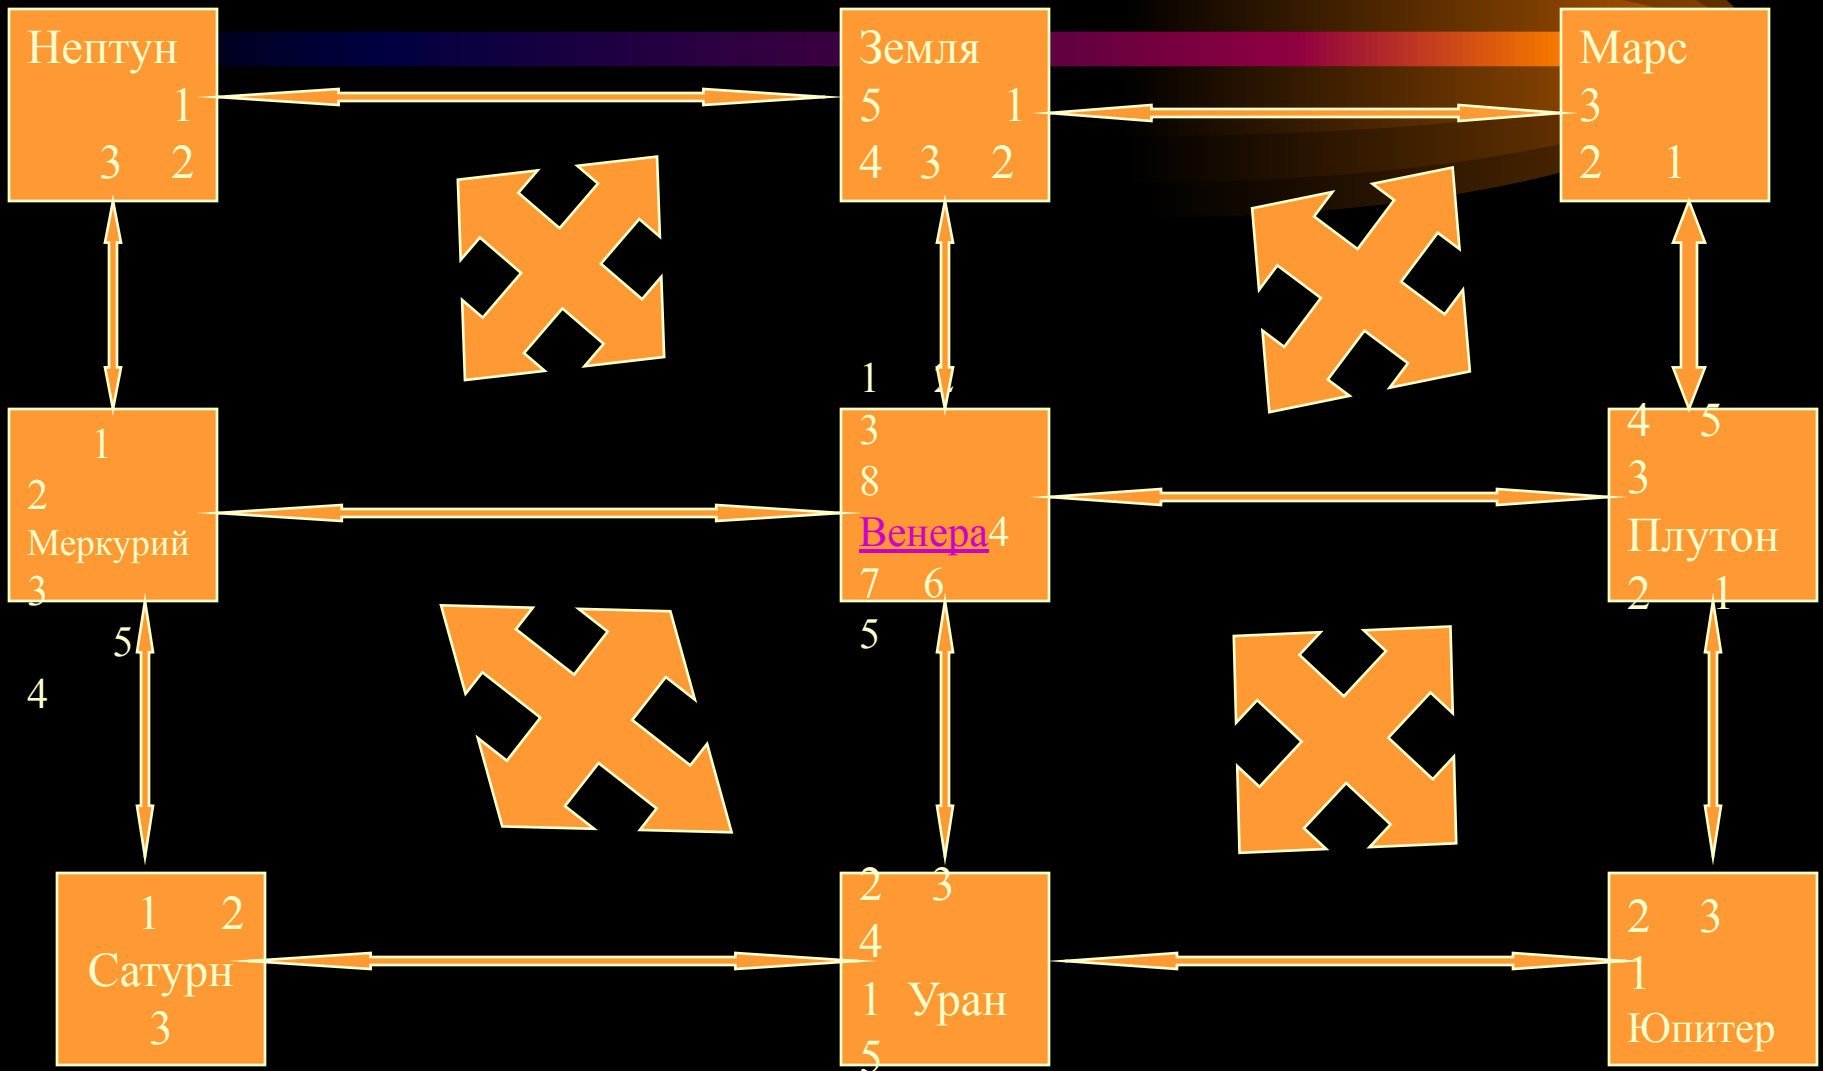 Нептун
1
3 2
Земля
5 1
4 3 2
Марс
3
2 1
1
2
Меркурий
3
5
4
1 2
3
8
Венера4
7 6
5
4 5
3
Плутон
2 1
1 2
Сатурн
3
2 3
4
1 Уран
5
2 3
1
Юпитер